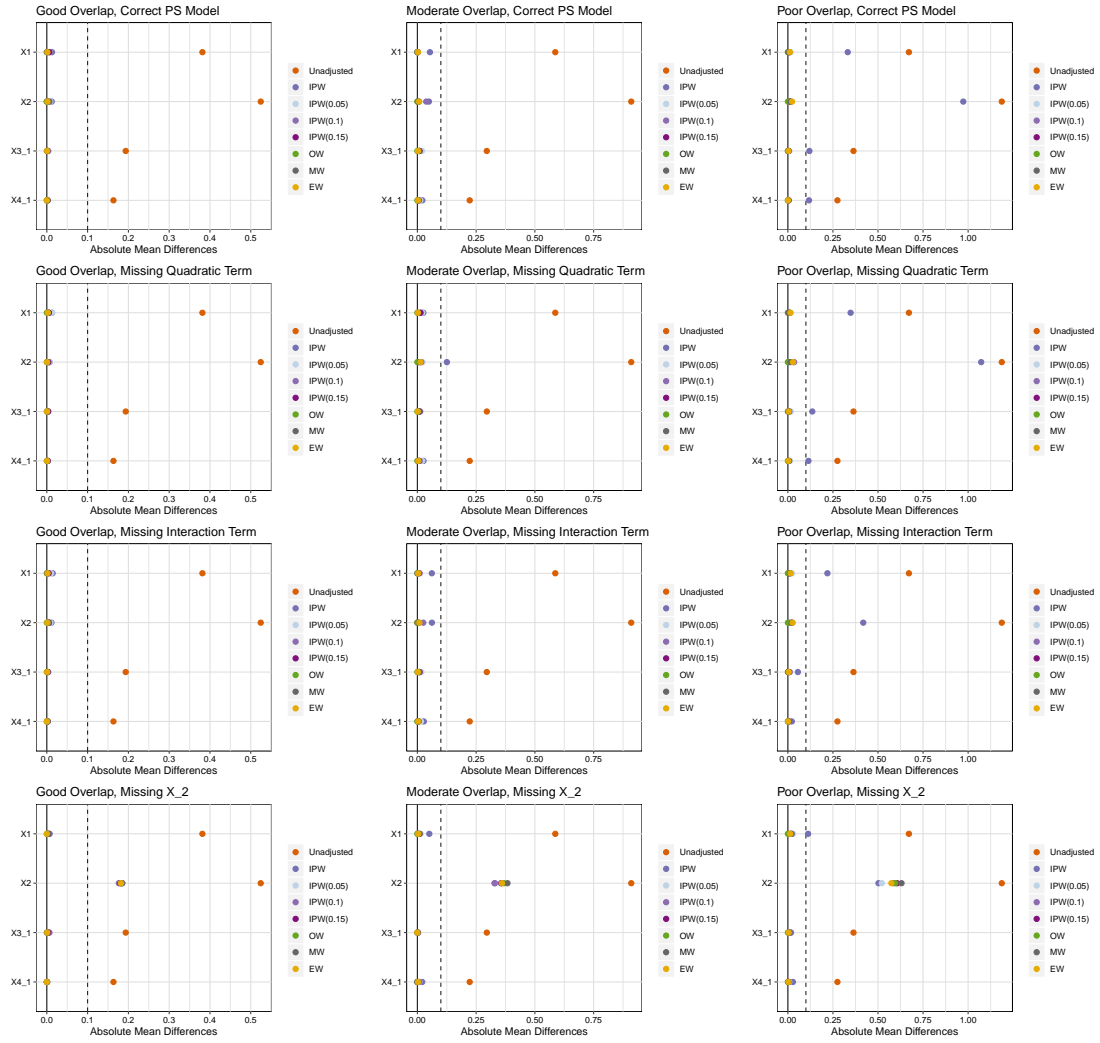 Good Overlap, Correct PS Model
X1
X2
X3_1
X4_1
0.0 0.1 0.2 0.3 0.4 0.5
Absolute Mean Differences
Unadjusted
IPW
IPW(0.05)
IPW(0.1)
IPW(0.15)
OW
MW
EW
Moderate Overlap, Correct PS Model
X1
X2
X3_1
X4_1
0.00 0.25 0.50 0.75
Absolute Mean Differences
Unadjusted
IPW
IPW(0.05)
IPW(0.1)
IPW(0.15)
OW
MW
EW
Poor Overlap, Correct PS Model
X1
X2
X3_1
X4_1
0.00 0.25 0.50 0.75 1.00
Absolute Mean Differences
Unadjusted
IPW
IPW(0.05)
IPW(0.1)
IPW(0.15)
OW
MW
EW
Good Overlap, Missing Quadratic Term
X1
X2
X3_1
X4_1
0.0 0.1 0.2 0.3 0.4 0.5
Absolute Mean Differences
Unadjusted
IPW
IPW(0.05)
IPW(0.1)
IPW(0.15)
OW
MW
EW
Moderate Overlap, Missing Quadratic Term
X1
X2
X3_1
X4_1
0.00 0.25 0.50 0.75
Absolute Mean Differences
Unadjusted
IPW
IPW(0.05)
IPW(0.1)
IPW(0.15)
OW
MW
EW
Poor Overlap, Missing Quadratic Term
X1
X2
X3_1
X4_1
0.00 0.25 0.50 0.75 1.00
Absolute Mean Differences
Unadjusted
IPW
IPW(0.05)
IPW(0.1)
IPW(0.15)
OW
MW
EW
Good Overlap, Missing Interaction Term
X1
X2
X3_1
X4_1
0.0 0.1 0.2 0.3 0.4 0.5
Absolute Mean Differences
Unadjusted
IPW
IPW(0.05)
IPW(0.1)
IPW(0.15)
OW
MW
EW
Moderate Overlap, Missing Interaction Term
X1
X2
X3_1
X4_1
0.00 0.25 0.50 0.75
Absolute Mean Differences
Unadjusted
IPW
IPW(0.05)
IPW(0.1)
IPW(0.15)
OW
MW
EW
Poor Overlap, Missing Interaction Term
X1
X2
X3_1
X4_1
0.00 0.25 0.50 0.75 1.00
Absolute Mean Differences
Unadjusted
IPW
IPW(0.05)
IPW(0.1)
IPW(0.15)
OW
MW
EW
Good Overlap, Missing X_2
X1
X2
X3_1
X4_1
0.0 0.1 0.2 0.3 0.4 0.5
Absolute Mean Differences
Unadjusted
IPW
IPW(0.05)
IPW(0.1)
IPW(0.15)
OW
MW
EW
Moderate Overlap, Missing X_2
X1
X2
X3_1
X4_1
0.00 0.25 0.50 0.75
Absolute Mean Differences
Unadjusted
IPW
IPW(0.05)
IPW(0.1)
IPW(0.15)
OW
MW
EW
Poor Overlap, Missing X_2
X1
X2
X3_1
X4_1
0.00 0.25 0.50 0.75 1.00
Absolute Mean Differences
Unadjusted
IPW
IPW(0.05)
IPW(0.1)
IPW(0.15)
OW
MW
EW